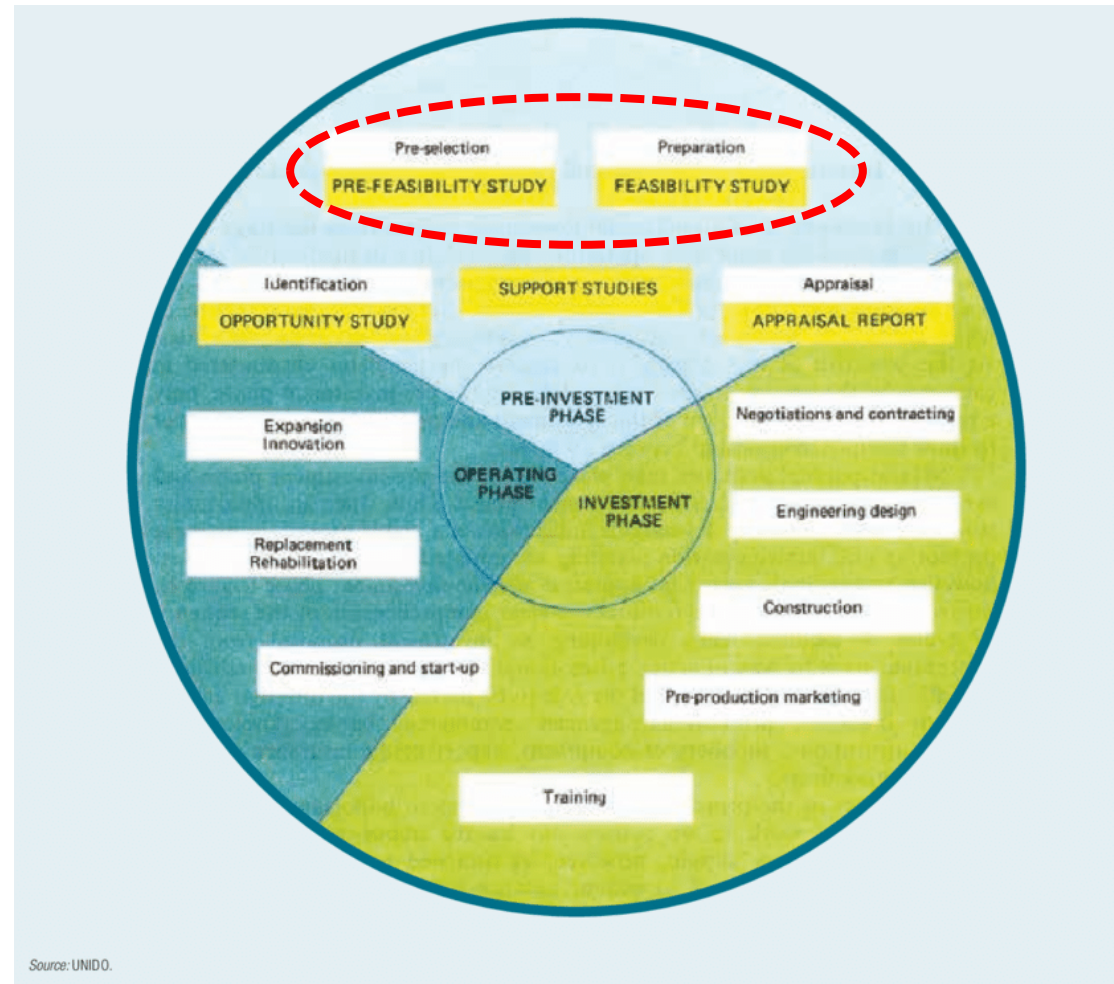 Pre-selection
PRE-FEASIBILITY STUDY
Preparation
FEASIBILITY STUDY
Identification
OPPORTUNITY STUDY
SUPPORT STUDIES
Appraisal
APPRAISAL REPORT
PRE-INVESTMENT
PHASE
OPERATING
PHASE
INVESTMENT
PHASE
Expansion
Innovation
Replacement
Rehabilitation
Commissioning and start-up
Negotiations and contracting
Engineering design
Construction
Pre-production marketing
Training
Source: UNIDO.